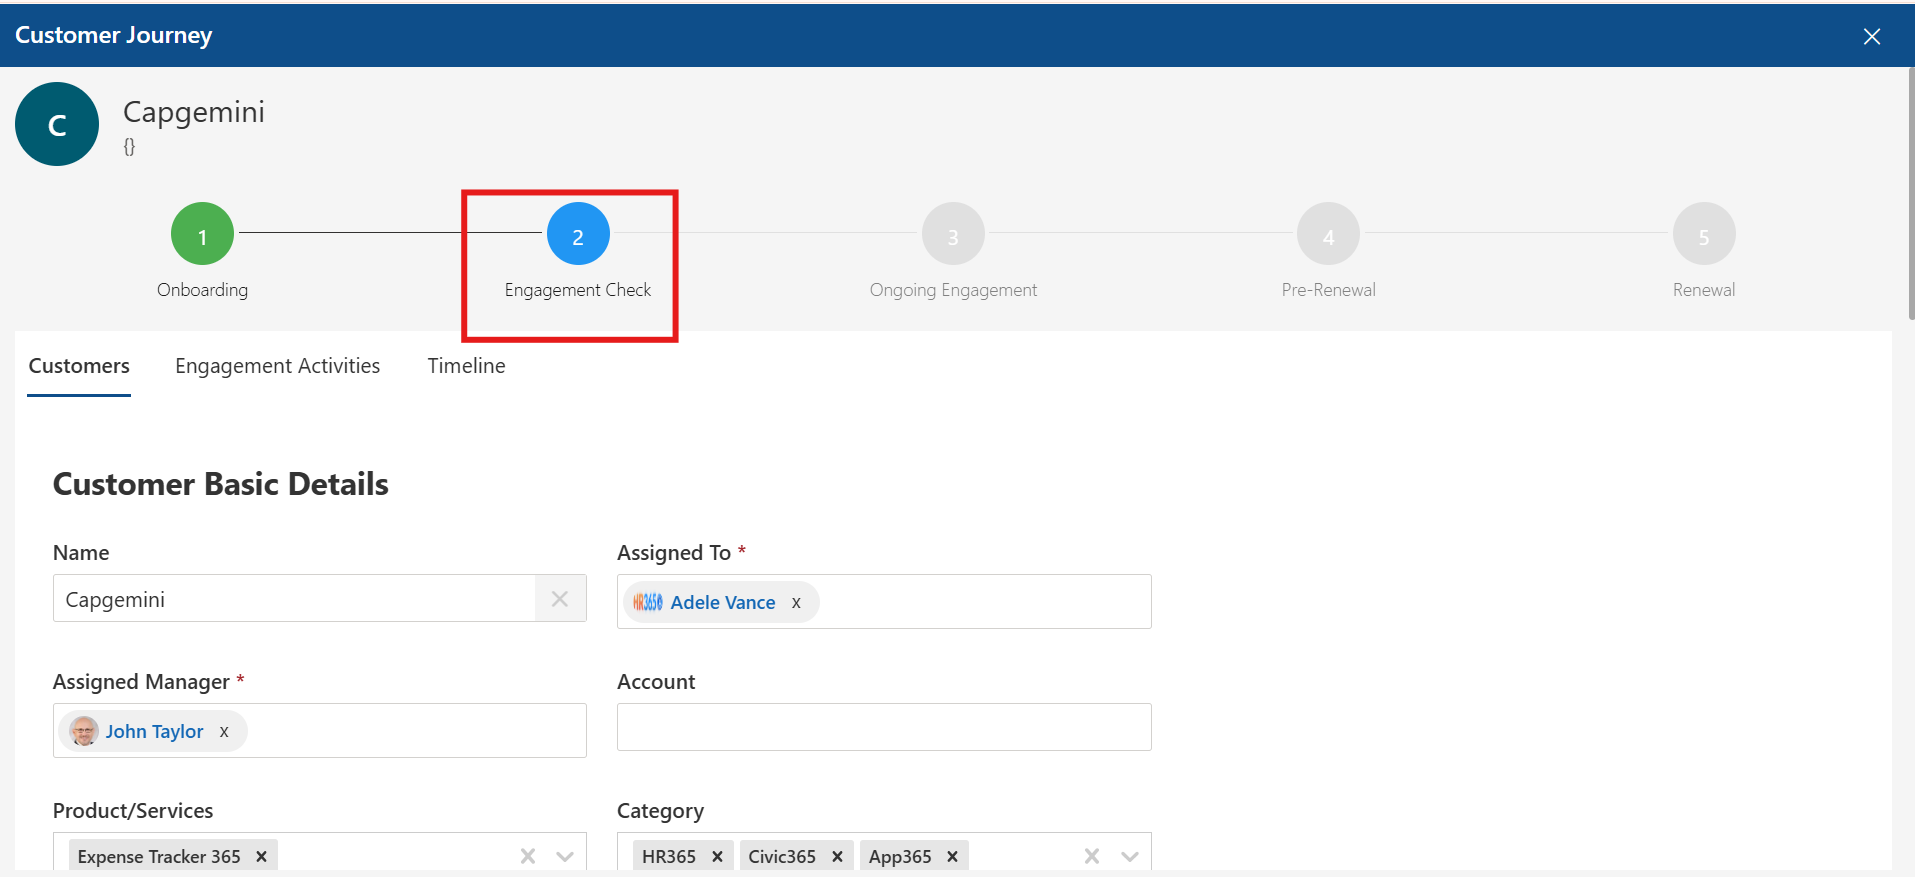 Customer Journey
C
Capgemini
{}
1 2 3 4 5
Onboarding Engagement Check Ongoing Engagement Pre-Renewal Renewal
Customers Engagement Activities Timeline
Customer Basic Details
Name Assigned To *
Capgemini HR365 Adele Vance x
Assigned Manager * Account
John Taylor x
Product/Services Category
Expense Tracker 365 HR365 Civic365 App365